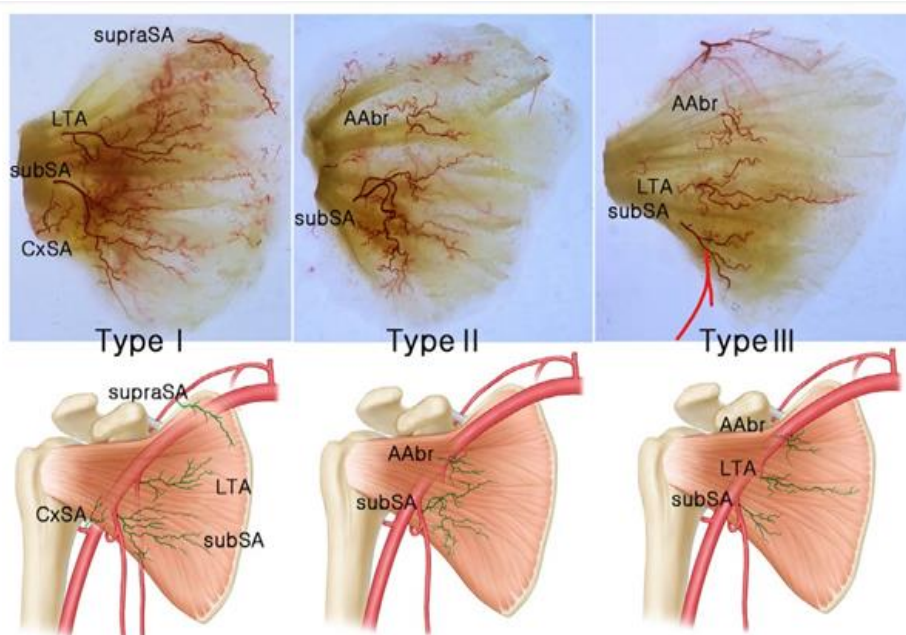 supraSA
LTA
subSA
CxSA
AAbr
subSA
AAbr
LTA
subSA
Type I
Type II
Type III
supraSA
LTA
CxSA
subSA
AAbr
subSA
AAbr
LTA
subSA